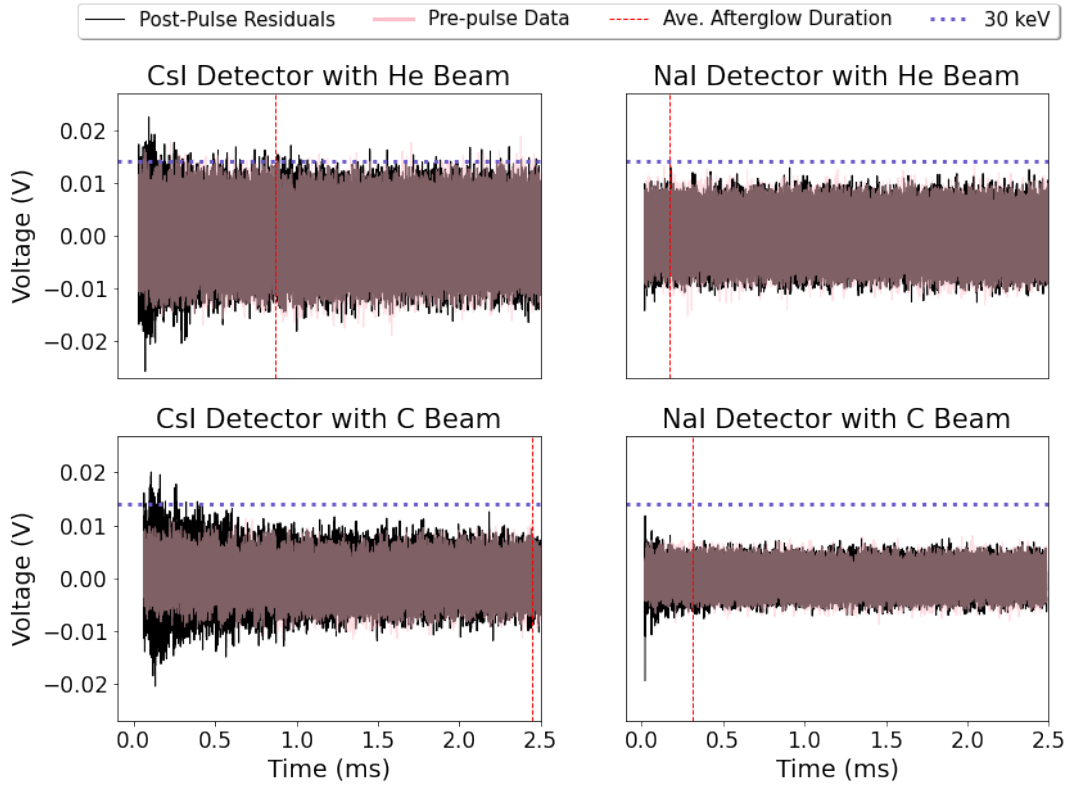 Post-Pulse Residuals Pre-pulse Data Ave. Afterglow Duration 30 keV
CsI Detector with He Beam
NaI Detector with He Beam
0.02
0.01
0.00
−0.01
−0.02
Voltage (V)
CsI Detector with C Beam
NaI Detector with C Beam
0.02
0.01
0.00
−0.01
−0.02
Voltage (V)
0.0 0.5 1.0 1.5 2.0 2.5
Time (ms)
0.0 0.5 1.0 1.5 2.0 2.5
Time (ms)